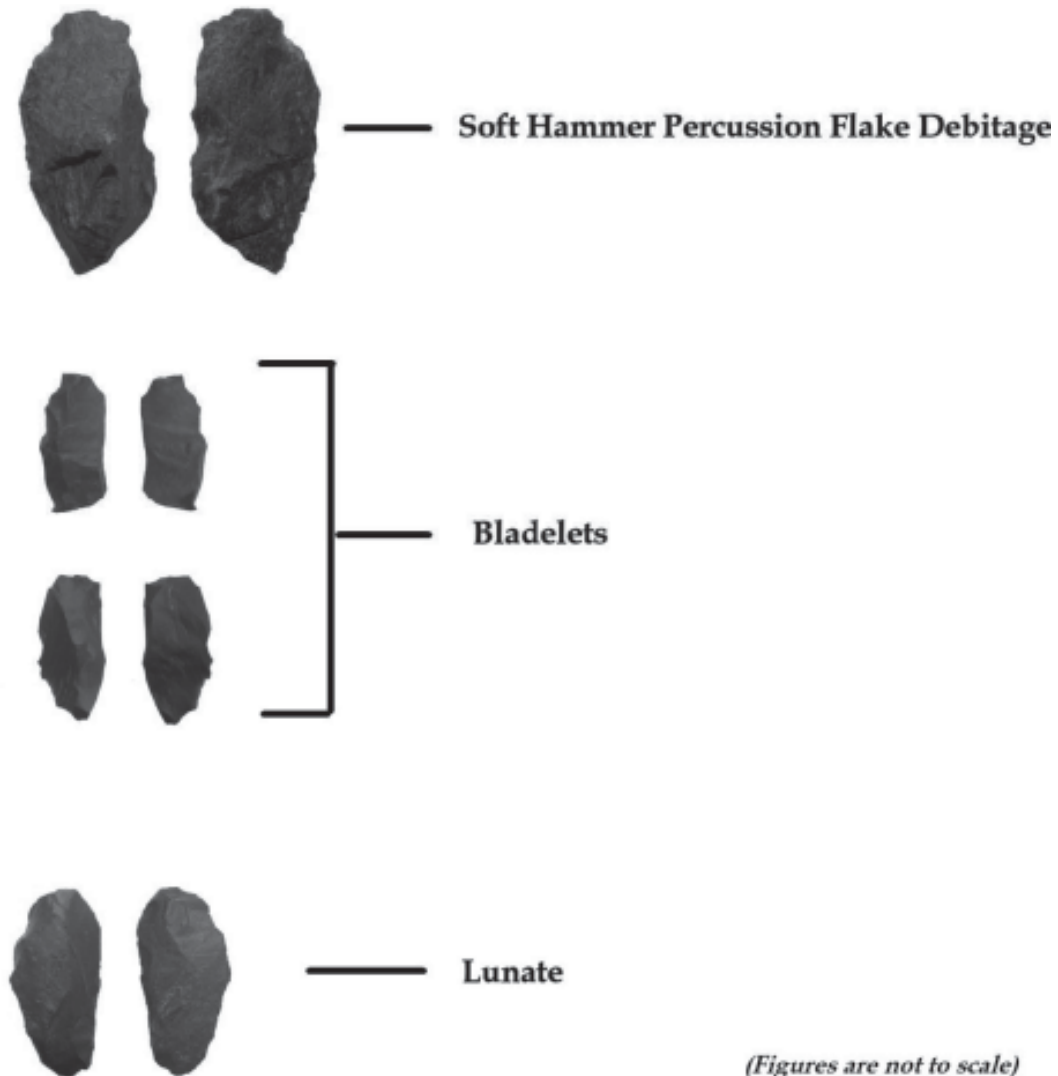 Soft Hammer Percussion Flake Debitage
Bladelets
Lunate
(Figures are not to scale)